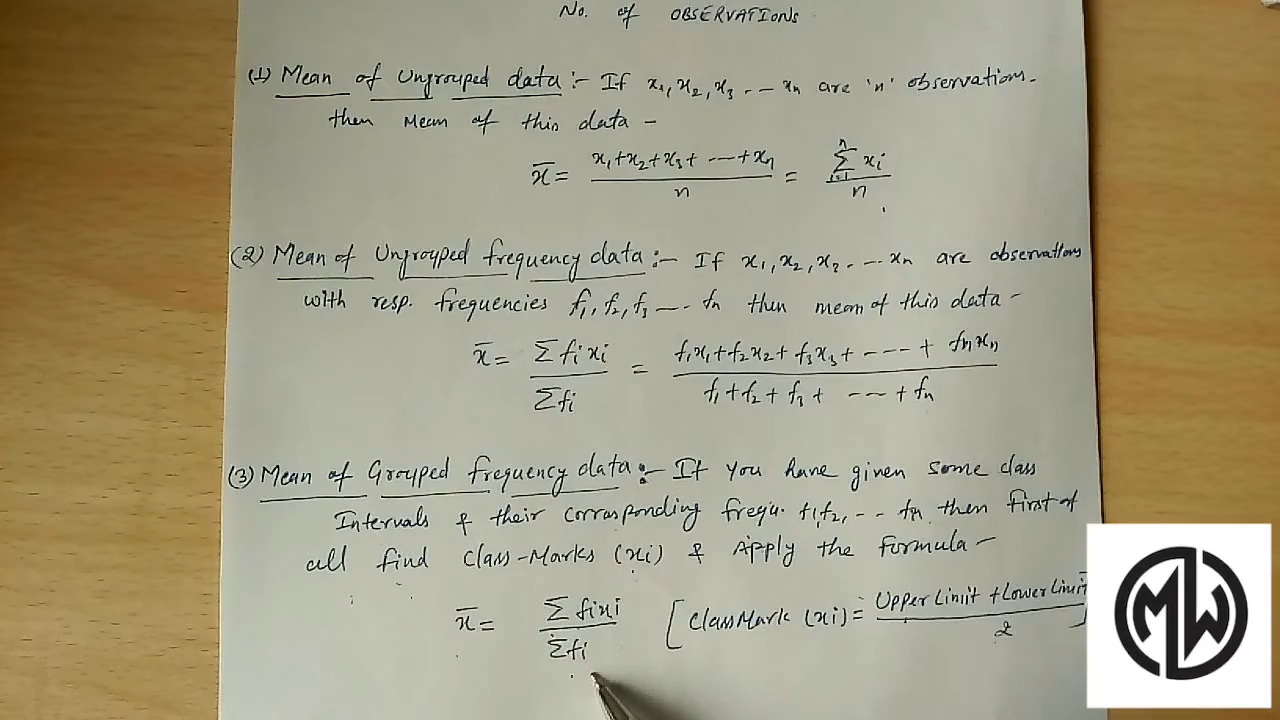 No. of OBSERVATIONS
(1) Mean of Ungrouped data :- If x₁, x₂, x₃ .. — xn are 'n' observations.
then Mean of this data —
x̄ = (x₁+x₂+x₃+ ---- +xn)/n = (∑ᵢ₌₁ⁿ xi)/n
(2) Mean of Ungrouped frequency data :- If x₁, x₂, x₃ .. --- xn are observations
with resp. frequencies f₁, f₂, f₃ —-. fn then mean of this data —
x̄ = ∑fixi/∑fi = (f₁x₁+f₂x₂+f₃x₃+ ---- + fnxn)/(f₁+f₂+f₃+ --- + fn)
(3) Mean of Grouped frequency data :- If you have given some class
Intervals & their corrosponding frequ. f₁,f₂, --- fn then first of
all find class-Marks (xi) & Apply the formula —
x̄ = ∑fixi/∑fi [ClassMark (xi) = (Upper Limit + Lower Limit)/2]
MW